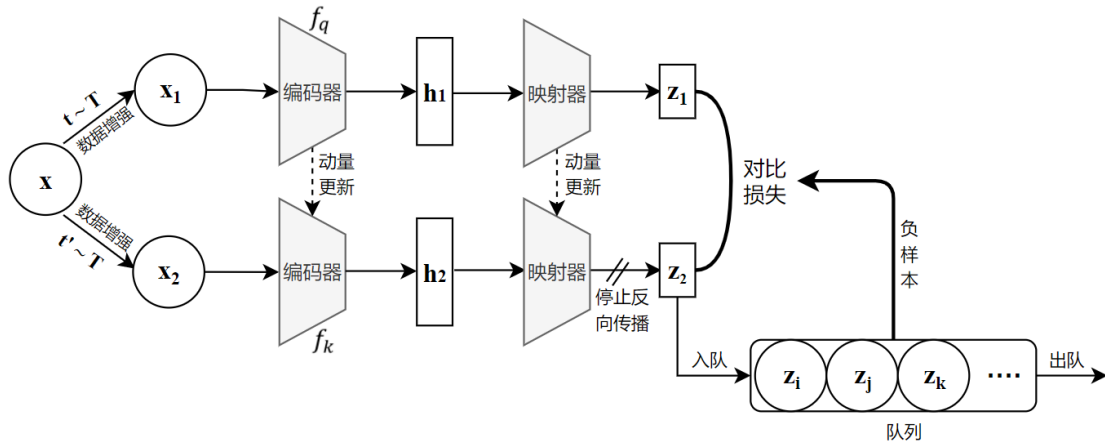 f_q
t ~ T
数据增强
x₁
编码器
h₁
映射器
z₁
x
动量
更新
动量
更新
对比
损失
数据增强
t' ~ T
x₂
编码器
h₂
映射器
停止反
向传播
z₂
负
样
本
f_k
入队
z_i
z_j
z_k
....
出队
队列